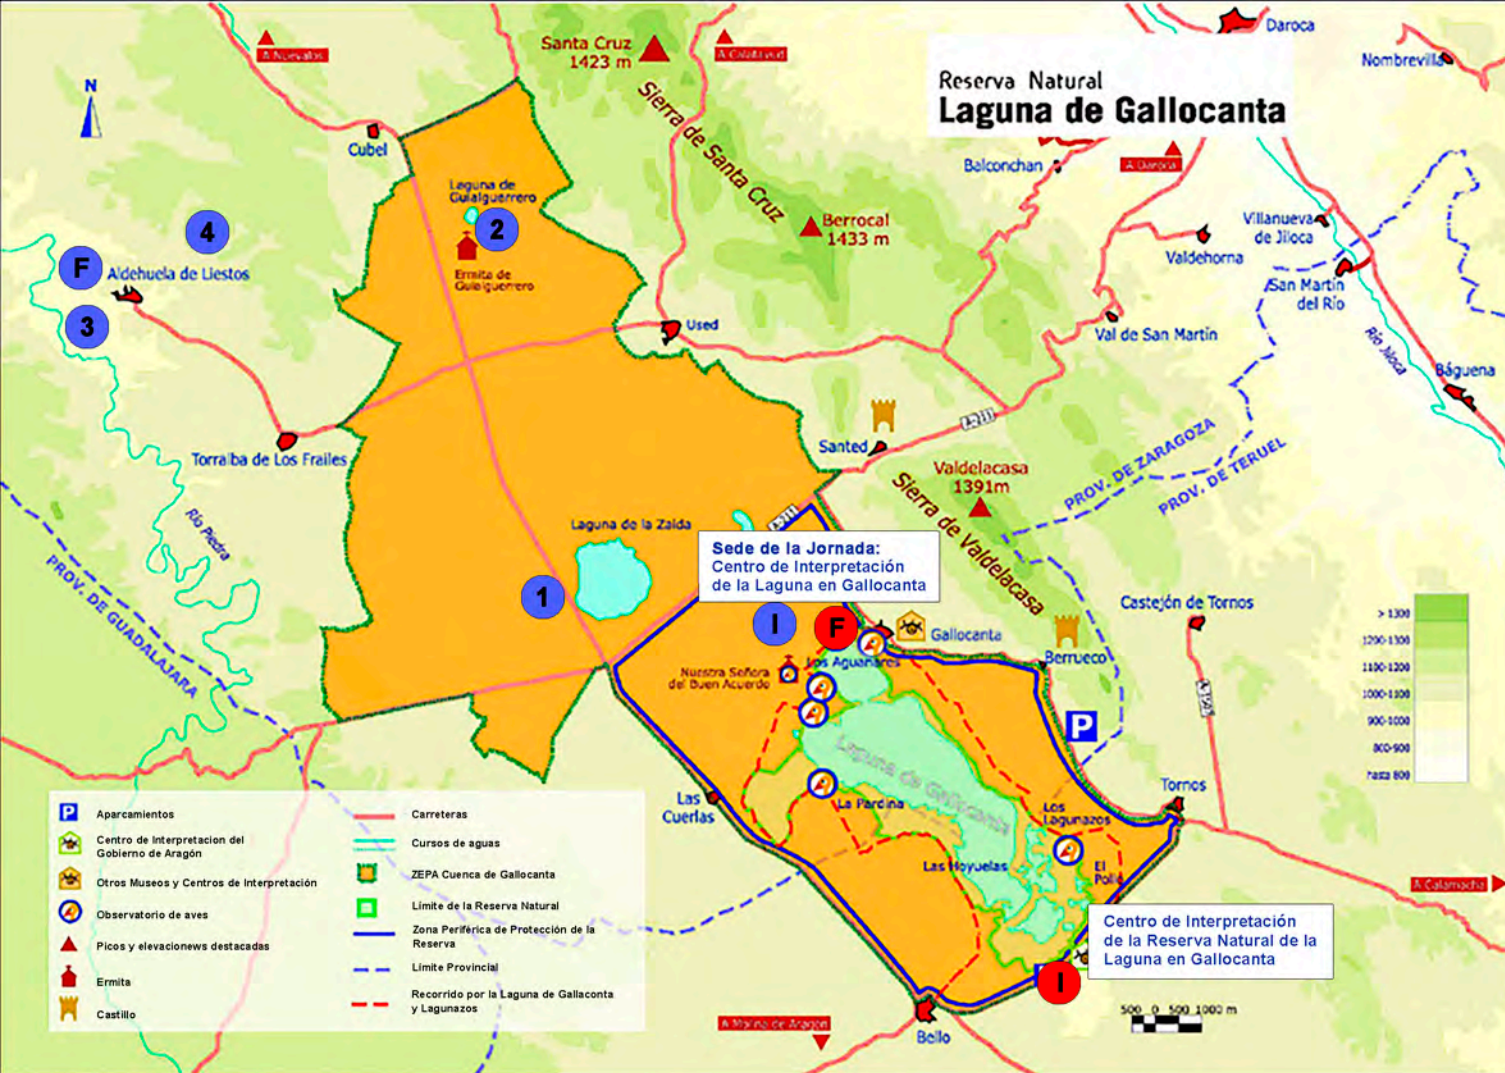 A Nuevalos
Santa Cruz
1423 m
A Calatayud
Daroca
Nombrevilla
Reserva Natural
Laguna de Gallocanta
N
Cubel
Sierra de Santa Cruz
Balconchan
A Daroca
Laguna de
Guialguerrero
2
Ermita de
Guialguerrero
Berrocal
1433 m
Villanueva
de Jiloca
Valdehorna
San Martín
del Río
4
F
Aldehuela de Liestos
3
Used
Val de San Martín
Báguena
Santed
Torralba de Los Frailes
Valdelacasa
1391m
Sierra de Valdelacasa
PROV. DE ZARAGOZA
PROV. DE TERUEL
Río Piedra
PROV. DE GUADALAJARA
Laguna de la Zaida
Sede de la Jornada:
Centro de Interpretación
de la Laguna en Gallocanta
1
I
F
Gallocanta
Castejón de Tornos
Berrueco
Los Aguanares
Nuestra Señora
del Buen Acuerdo
P
Laguna de Gallocanta
La Pardina
Los
Lagunazos
Tornos
Las
Cuerlas
Las Hoyuelas
El
Pollo
A Calamocha
> 1300
1200-1300
1100-1200
1000-1100
900-1000
800-900
hasta 800
Centro de Interpretación
de la Reserva Natural de la
Laguna en Gallocanta
I
500 0 500 1000 m
A Molina de Aragón
Bello
P Aparcamientos
Centro de Interpretacion del
Gobierno de Aragón
Otros Museos y Centros de Interpretación
Observatorio de aves
Picos y elevacionews destacadas
Ermita
Castillo
Carreteras
Cursos de aguas
ZEPA Cuenca de Gallocanta
Límite de la Reserva Natural
Zona Periférica de Protección de la
Reserva
Límite Provincial
Recorrido por la Laguna de Gallaconta
y Lagunazos